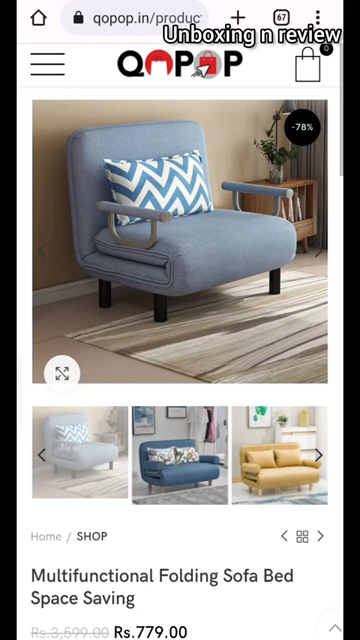 qopop.in/produc
67
Unboxing n review
QOPOP
0
-78%
Home / SHOP
Multifunctional Folding Sofa Bed
Space Saving
Rs.3,599.00 Rs.779.00